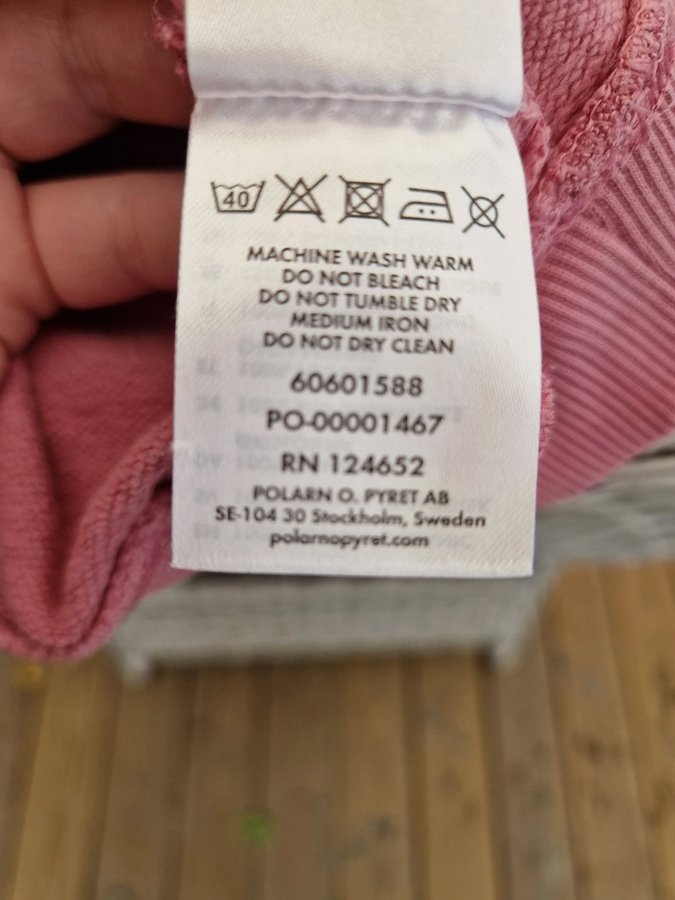 40
MACHINE WASH WARM
DO NOT BLEACH
DO NOT TUMBLE DRY
MEDIUM IRON
DO NOT DRY CLEAN
60601588
PO-00001467
RN 124652
POLARN O. PYRET AB
SE-104 30 Stockholm, Sweden
polarnopyret.com